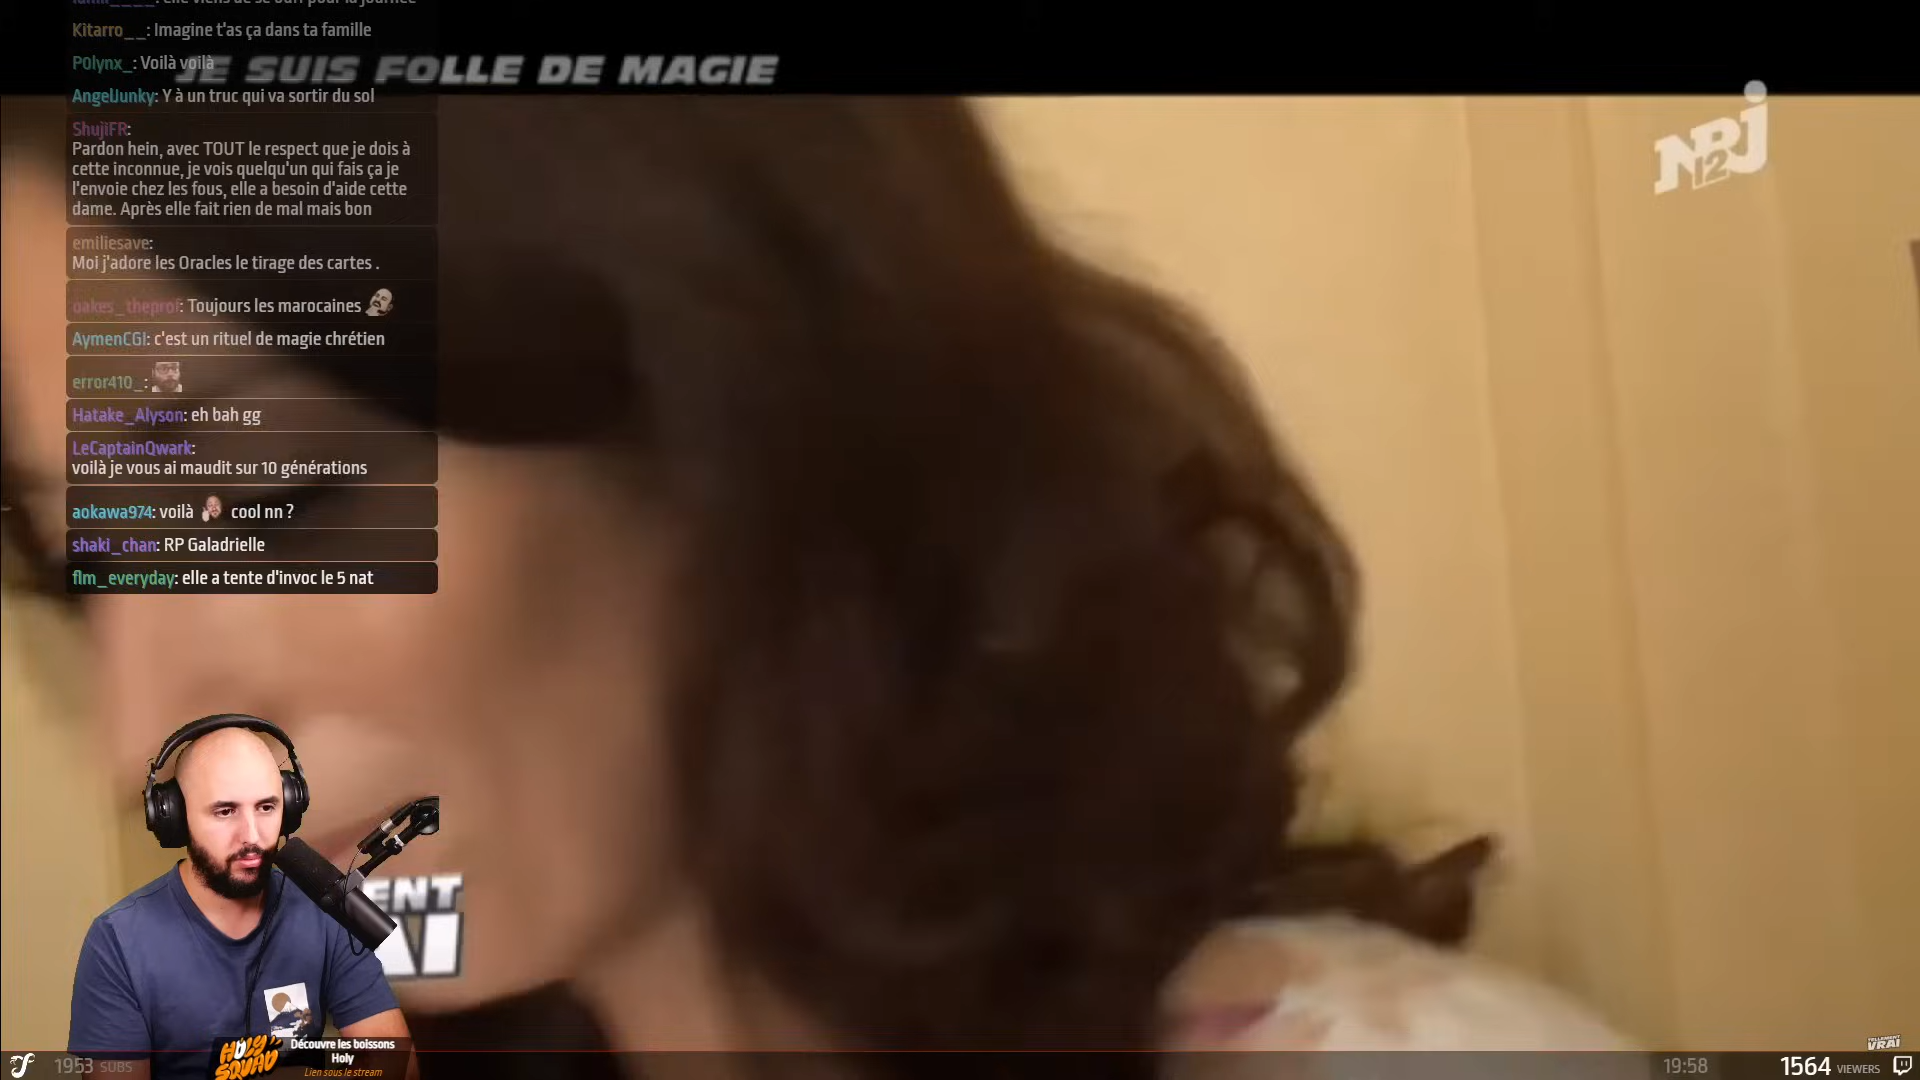 Kitarro__: Imagine t'as ça dans ta famille
P0lynx_: Voilà voilà
JE SUIS FOLLE DE MAGIE
AngelJunky: Y à un truc qui va sortir du sol
ShujiFR:
Pardon hein, avec TOUT le respect que je dois à
cette inconnue, je vois quelqu'un qui fais ça je
l'envoie chez les fous, elle a besoin d'aide cette
dame. Après elle fait rien de mal mais bon
emiliesave:
Moi j'adore les Oracles le tirage des cartes .
oakes_theprof: Toujours les marocaines
AymenCGI: c'est un rituel de magie chrétien
error410_:
Hatake_Alyson: eh bah gg
LeCaptainQwark:
voilà je vous ai maudit sur 10 générations
aokawa974: voilà cool nn ?
shaki_chan: RP Galadrielle
flm_everyday: elle a tente d'invoc le 5 nat
NRJ
12
ENT
AI
HOLY
SQUAD
Découvre les boissons
Holy
Lien sous le stream
1953 SUBS
19:58
VRAI
1564 VIEWERS